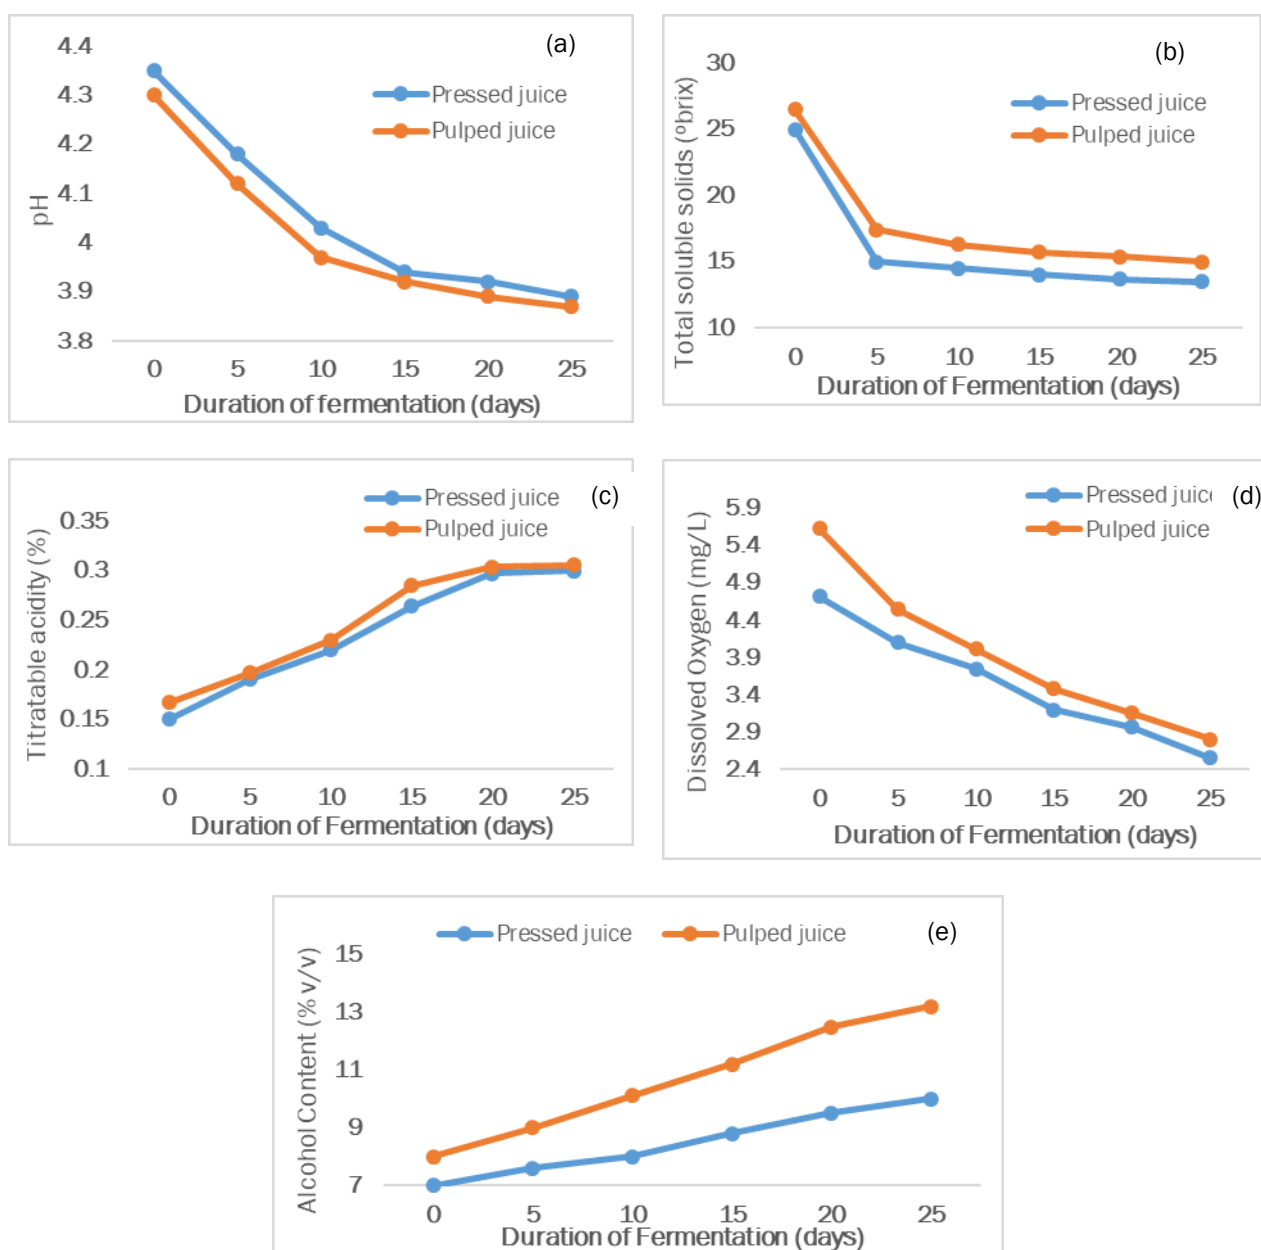 (a)
4.4
4.3
4.2
4.1
4
3.9
3.8
pH
Pressed juice
Pulped juice
0 5 10 15 20 25
Duration of fermentation (days)
(b)
30
25
20
15
10
Total soluble solids (ºbrix)
Pressed juice
Pulped juice
0 5 10 15 20 25
Duration of Fermentation (days)
(c)
Pressed juice
Pulped juice
0.35
0.3
0.25
0.2
0.15
0.1
Titratable acidity (%)
0 5 10 15 20 25
Duration of Fermentation (days)
(d)
Pressed juice
Pulped juice
5.9
5.4
4.9
4.4
3.9
3.4
2.9
2.4
Dissolved Oxygen (mg/L)
0 5 10 15 20 25
Duration of Fermentation (days)
Pressed juice Pulped juice (e)
15
13
11
9
7
Alcohol Content (% v/v)
0 5 10 15 20 25
Duration of Fermentation (days)